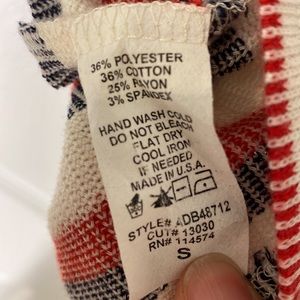 36% POLYESTER
36% COTTON
25% RAYON
3% SPANDEX
HAND WASH COLD
DO NOT BLEACH
FLAT DRY
COOL IRON
IF NEEDED
MADE IN U.S.A.
STYLE# ADB48712
CUT# 13030
RN# 114574
S